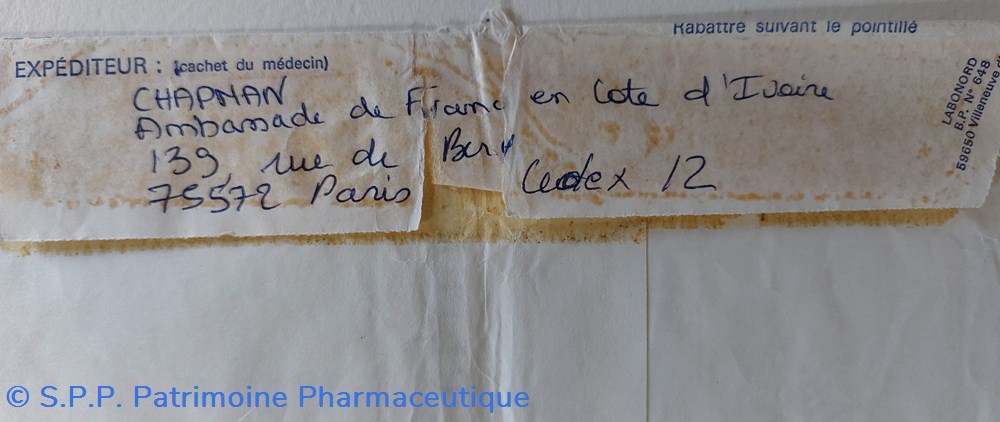 Rabattre suivant le pointillé
EXPÉDITEUR : (cachet du médecin)
CHAPMAN
Ambassade de France en Cote d'Ivoire
139, rue de
75572 Paris Cedex 12
LABONORD
B.P. N° 648
59650 Villeneuve
© S.P.P. Patrimoine Pharmaceutique